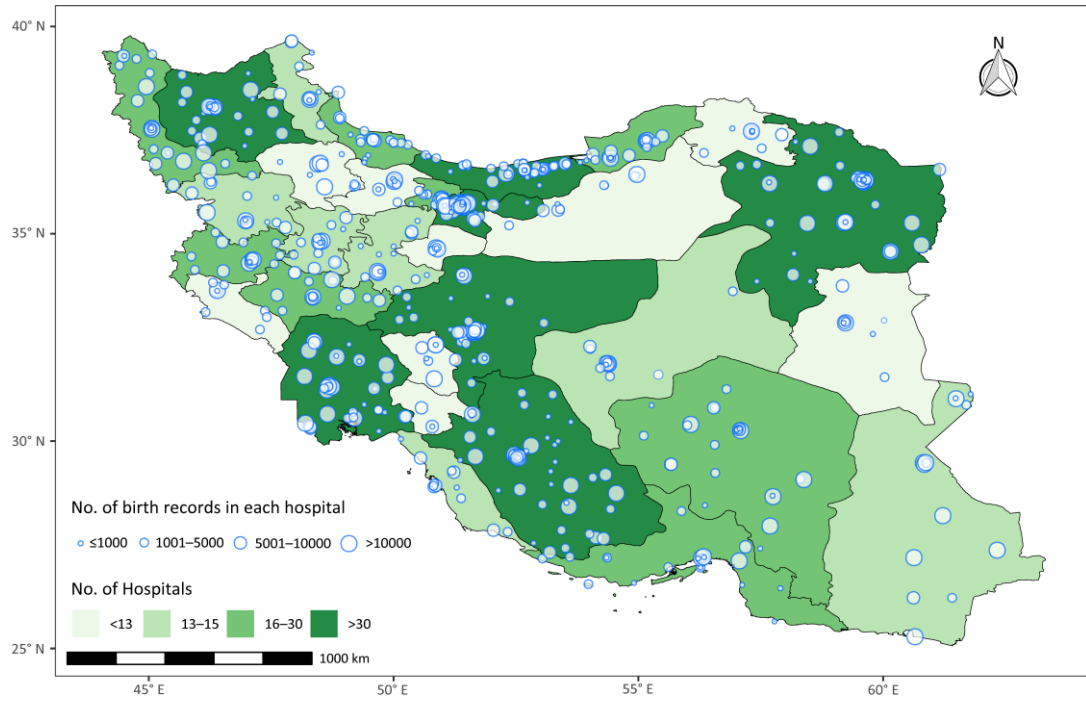 40° N
N
35° N
30° N
No. of birth records in each hospital
≤1000 1001–5000 5001–10000 >10000
No. of Hospitals
<13 13–15 16–30 >30
25° N
1000 km
45° E 50° E 55° E 60° E